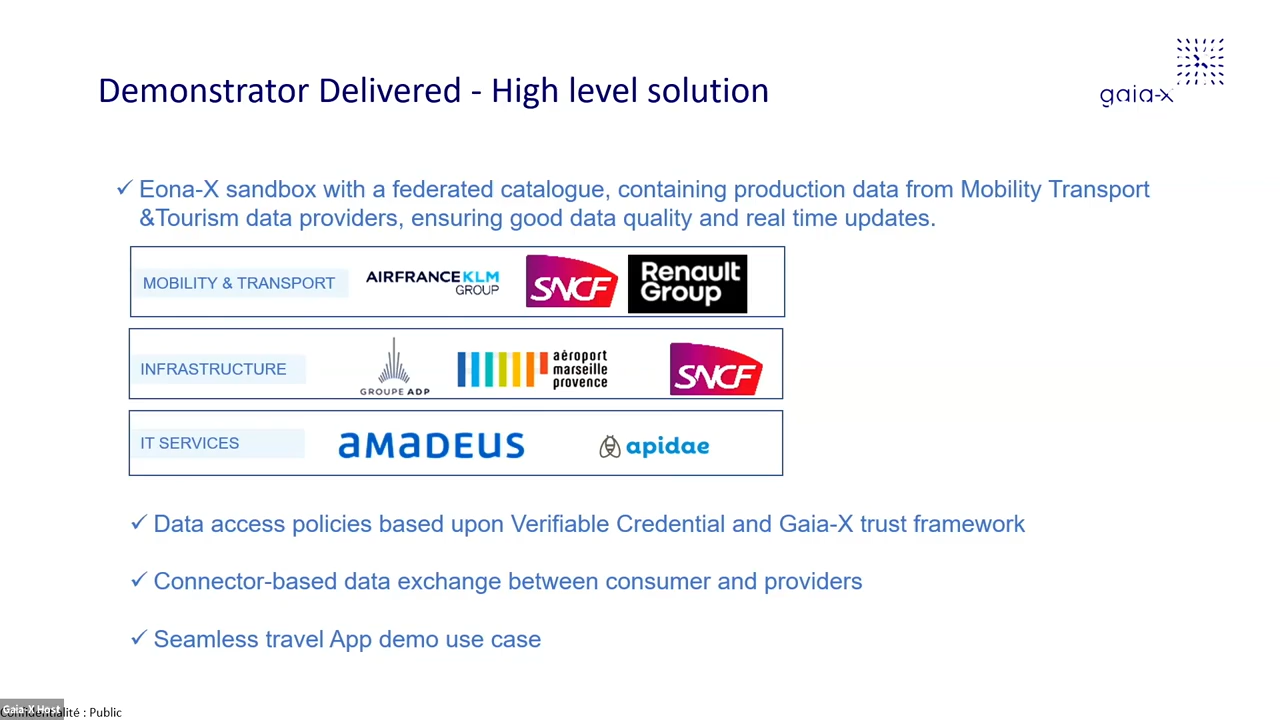 Demonstrator Delivered - High level solution
gaia-x
✓ Eona-X sandbox with a federated catalogue, containing production data from Mobility Transport
&Tourism data providers, ensuring good data quality and real time updates.
MOBILITY & TRANSPORT
AIRFRANCE KLM
GROUP
SNCF
Renault
Group
INFRASTRUCTURE
GROUPE ADP
aéroport
marseille
provence
SNCF
IT SERVICES
amadeus
apidae
✓ Data access policies based upon Verifiable Credential and Gaia-X trust framework
✓ Connector-based data exchange between consumer and providers
✓ Seamless travel App demo use case
Gaia-X Host
Confidentialité : Public